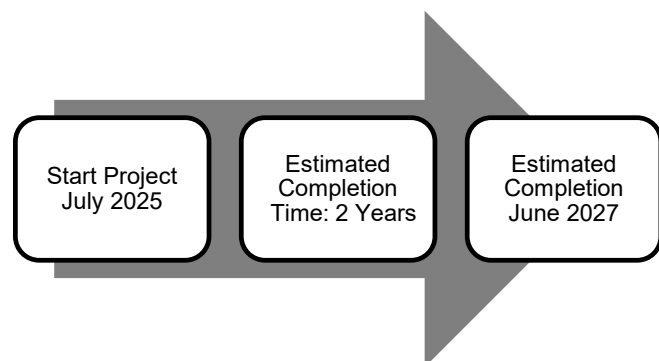 Start Project
July 2025
Estimated
Completion
Time: 2 Years
Estimated
Completion
June 2027